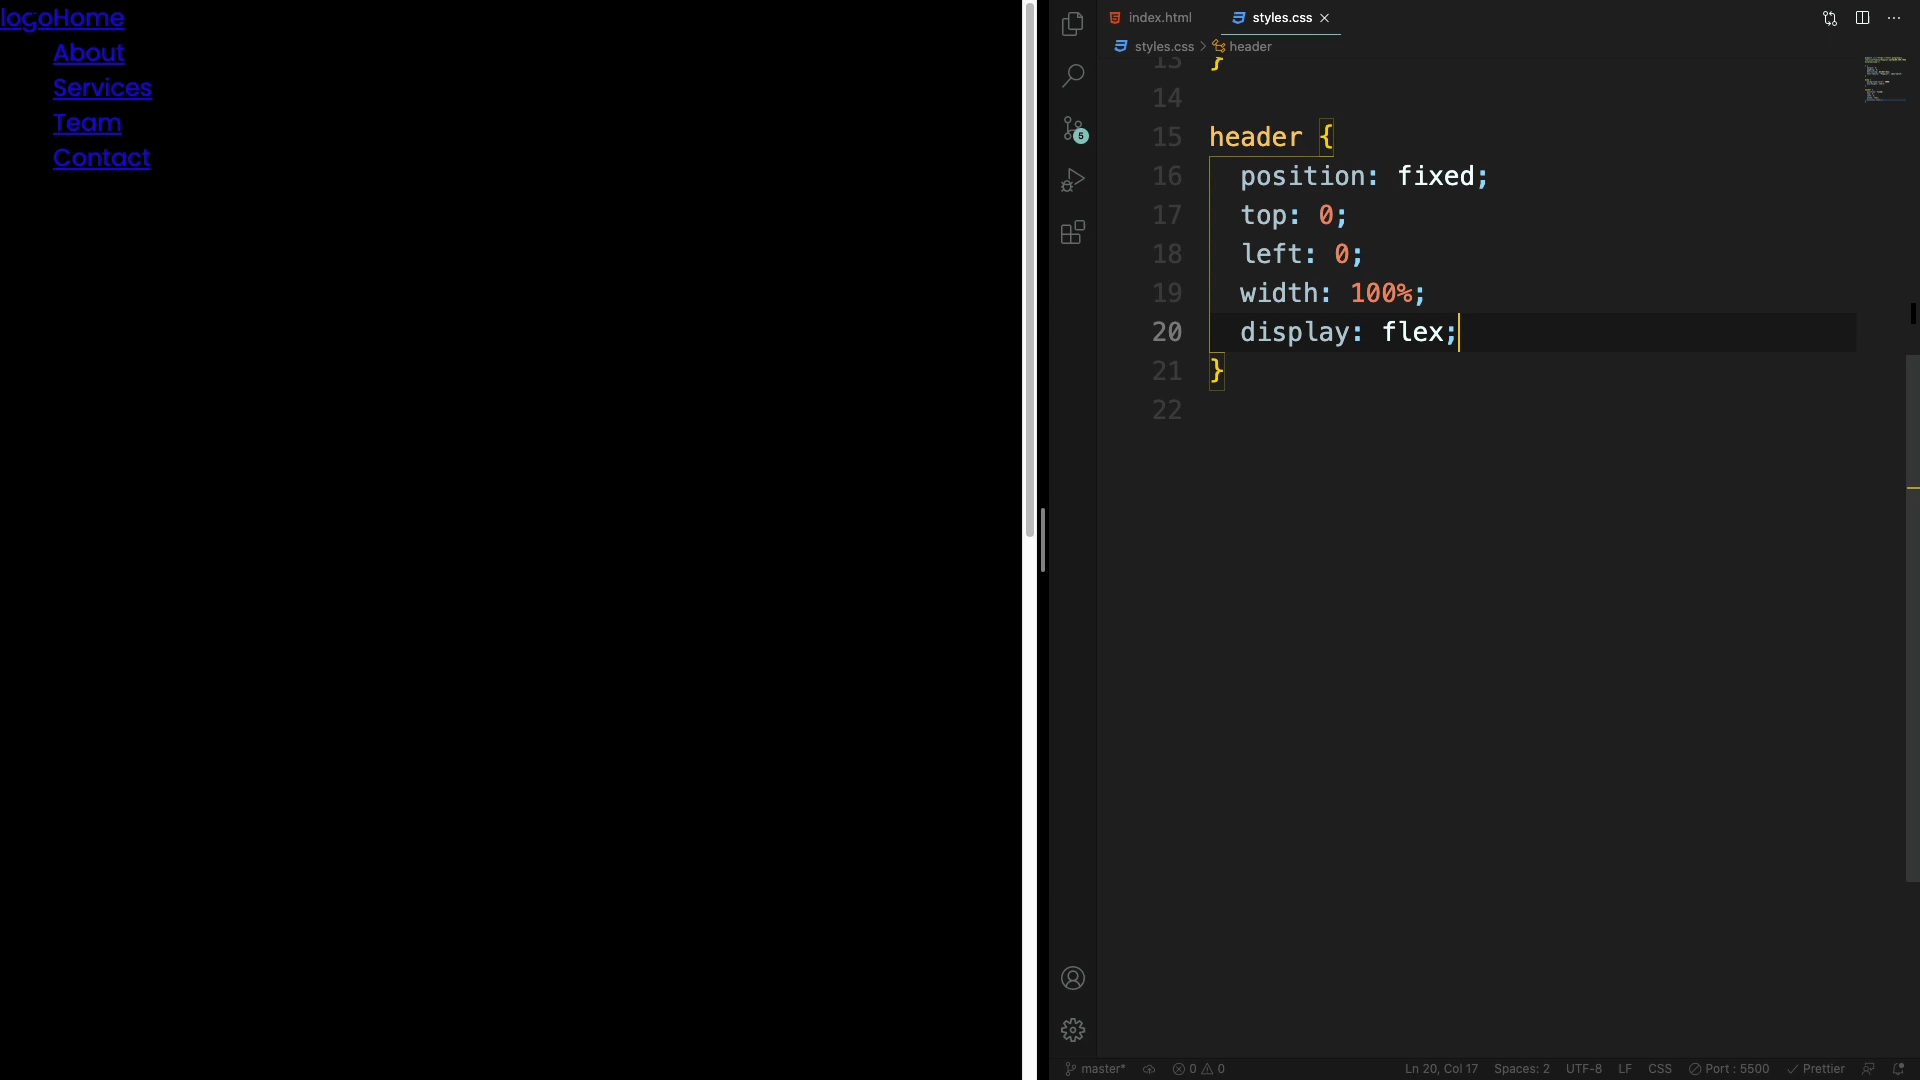 logoHome
About
Services
Team
Contact
index.html
styles.css
styles.css > header
5
13 }
14
15 header {
16 position: fixed;
17 top: 0;
18 left: 0;
19 width: 100%;
20 display: flex;
21 }
22
master* 0 0 Ln 20, Col 17 Spaces: 2 UTF-8 LF CSS Port : 5500 Prettier